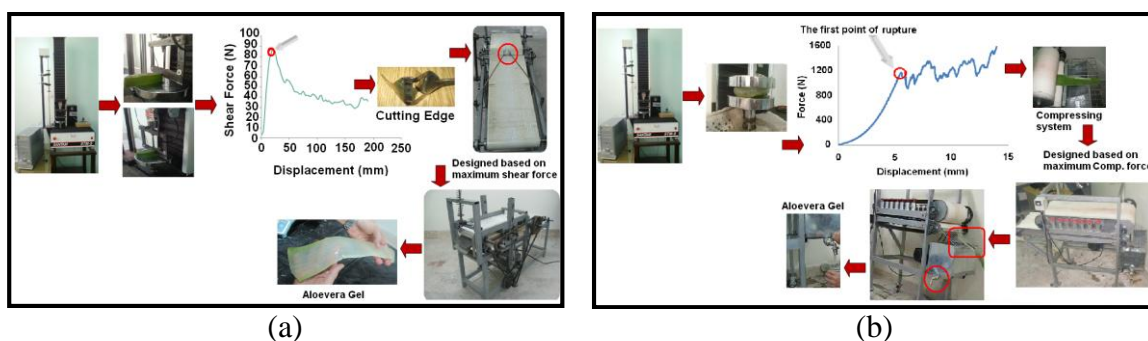 100
90
80
70
60
50
40
30
20
10
0
Shear Force (N)
0 50 100 150 200 250
Displacement (mm)
Cutting Edge
Designed based on
maximum shear force
Aloevera Gel
(a)
The first point of rupture
1600
1200
800
400
0
Force (N)
0 5 10 15
Displacement (mm)
Compressing
system
Designed based on
maximum Comp. force
Aloevera Gel
(b)